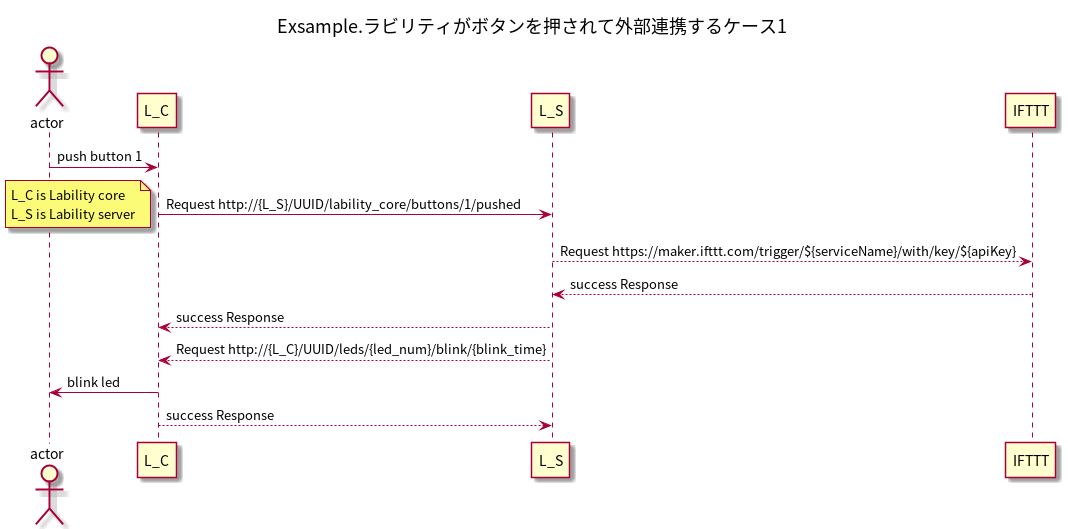 Exsample.ラビリティがボタンを押されて外部連携するケース1
actor
L_C
L_S
IFTTT
push button 1
L_C is Lability core
L_S is Lability server
Request http://{L_S}/UUID/lability_core/buttons/1/pushed
Request https://maker.ifttt.com/trigger/${serviceName}/with/key/${apiKey}
success Response
success Response
Request http://{L_C}/UUID/leds/{led_num}/blink/{blink_time}
blink led
success Response
actor
L_C
L_S
IFTTT